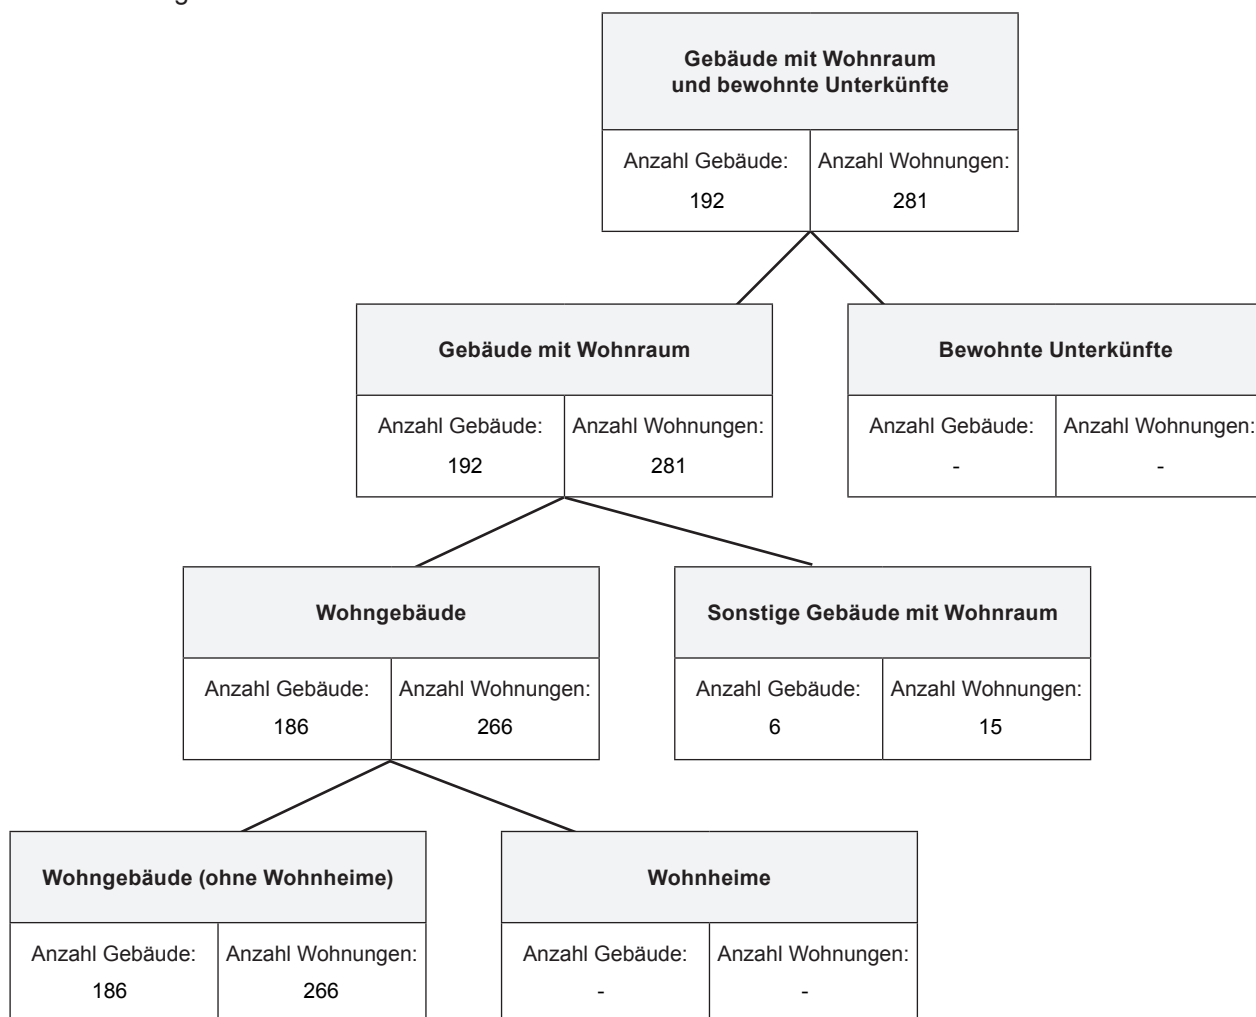 Gebäude mit Wohnraum
und bewohnte Unterkünfte
Anzahl Gebäude: Anzahl Wohnungen:
192 281
Gebäude mit Wohnraum Bewohnte Unterkünfte
Anzahl Gebäude: Anzahl Wohnungen: Anzahl Gebäude: Anzahl Wohnungen:
192 281 - -
Wohngebäude Sonstige Gebäude mit Wohnraum
Anzahl Gebäude: Anzahl Wohnungen: Anzahl Gebäude: Anzahl Wohnungen:
186 266 6 15
Wohngebäude (ohne Wohnheime) Wohnheime
Anzahl Gebäude: Anzahl Wohnungen: Anzahl Gebäude: Anzahl Wohnungen:
186 266 - -